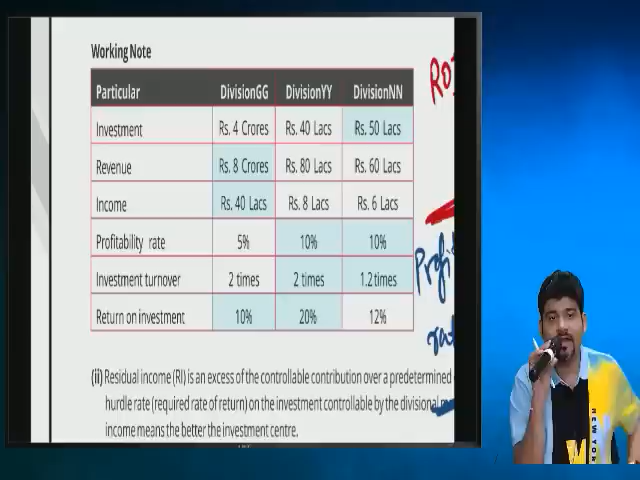 Working Note
Particular DivisionGG DivisionYY DivisionNN
Investment Rs. 4 Crores Rs. 40 Lacs Rs. 50 Lacs
Revenue Rs. 8 Crores Rs. 80 Lacs Rs. 60 Lacs
Income Rs. 40 Lacs Rs. 8 Lacs Rs. 6 Lacs
Profitability rate 5% 10% 10%
Investment turnover 2 times 2 times 1.2 times
Return on investment 10% 20% 12%
(ii) Residual income (RI) is an excess of the controllable contribution over a predetermined
hurdle rate (required rate of return) on the investment controllable by the divisional
income means the better the investment centre.
NEW YOR